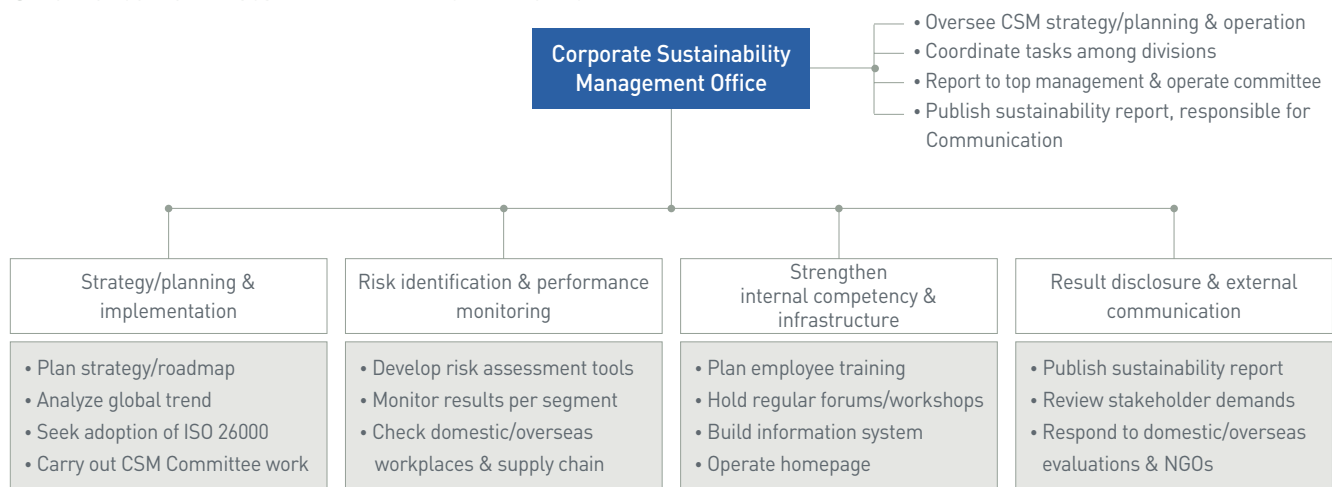 Corporate Sustainability
Management Office
• Oversee CSM strategy/planning & operation
• Coordinate tasks among divisions
• Report to top management & operate committee
• Publish sustainability report, responsible for
Communication
Strategy/planning &
implementation
• Plan strategy/roadmap
• Analyze global trend
• Seek adoption of ISO 26000
• Carry out CSM Committee work
Risk identification & performance
monitoring
• Develop risk assessment tools
• Monitor results per segment
• Check domestic/overseas
workplaces & supply chain
Strengthen
internal competency &
infrastructure
• Plan employee training
• Hold regular forums/workshops
• Build information system
• Operate homepage
Result disclosure & external
communication
• Publish sustainability report
• Review stakeholder demands
• Respond to domestic/overseas
evaluations & NGOs